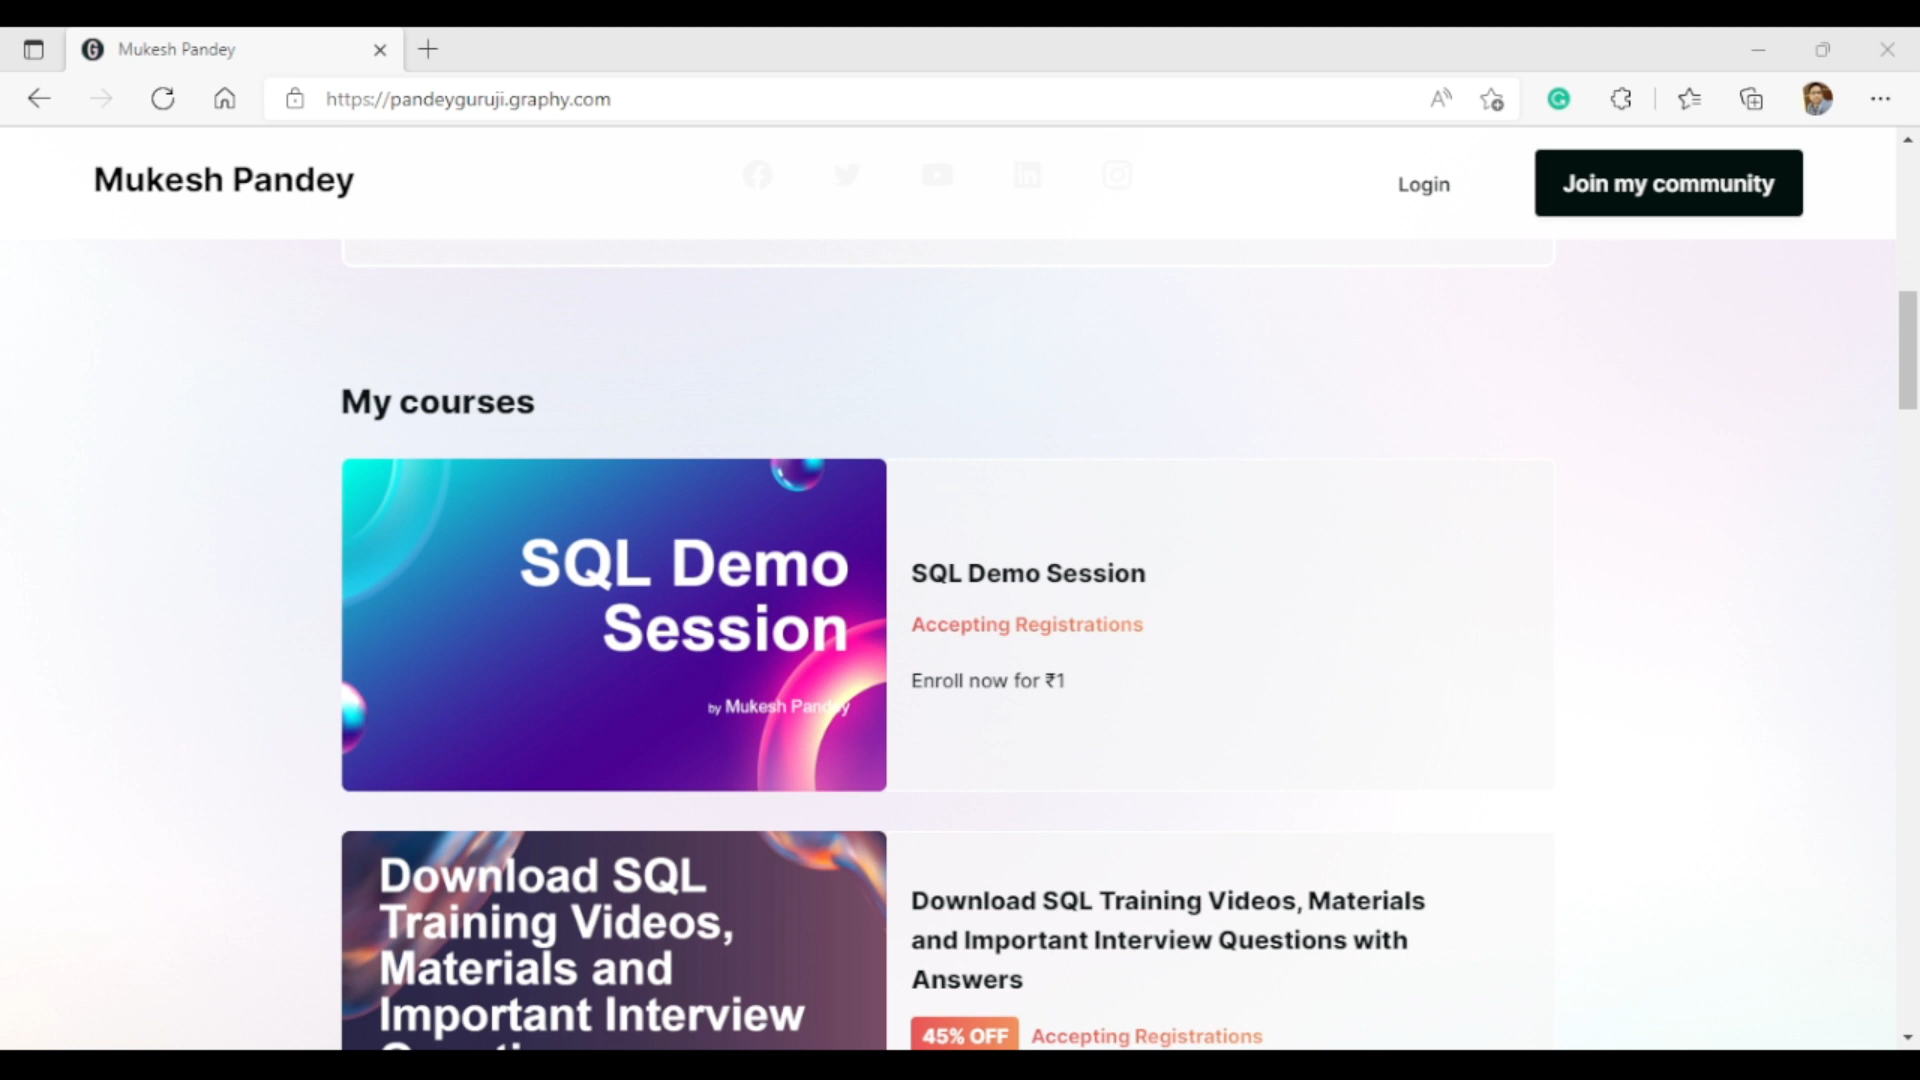 Mukesh Pandey
https://pandeyguruji.graphy.com
Mukesh Pandey
Login
Join my community
My courses
SQL Demo
Session
by Mukesh Pandey
SQL Demo Session
Accepting Registrations
Enroll now for ₹1
Download SQL
Training Videos,
Materials and
Important Interview
Download SQL Training Videos, Materials
and Important Interview Questions with
Answers
45% OFF Accepting Registrations